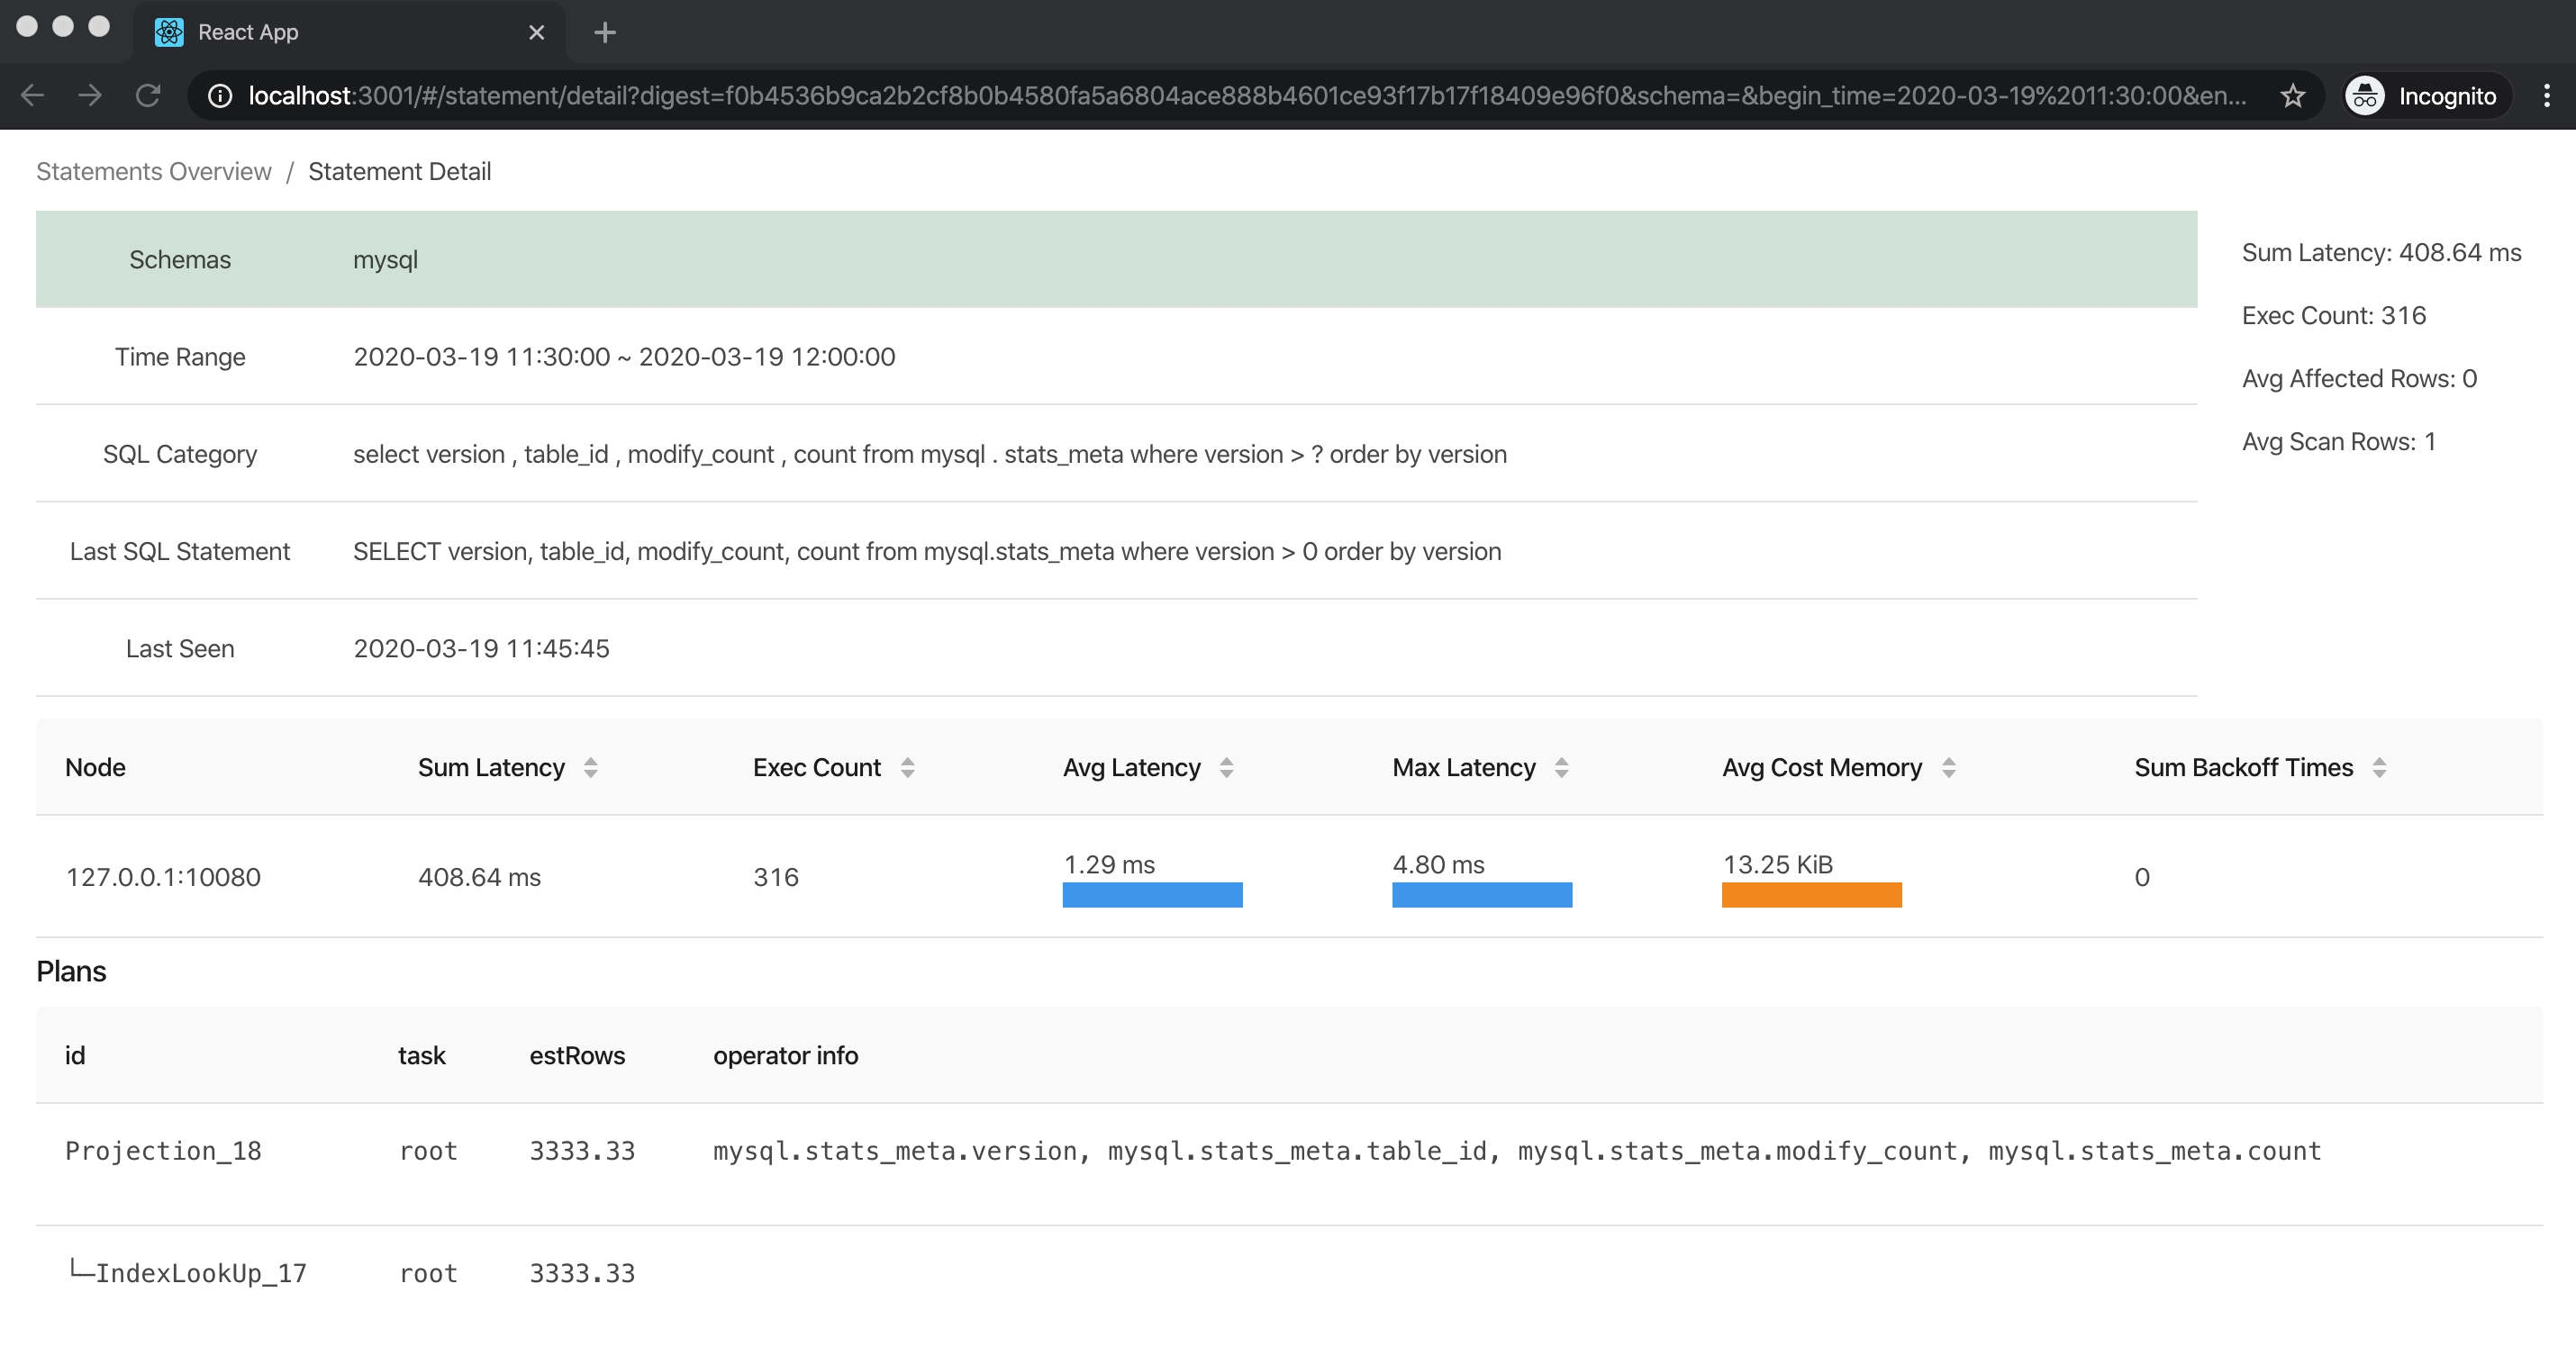 React App
localhost:3001/#/statement/detail?digest=f0b4536b9ca2b2cf8b0b4580fa5a6804ace888b4601ce93f17b17f18409e96f0&schema=&begin_time=2020-03-19%2011:30:00&en...
Incognito
Statements Overview / Statement Detail
Schemas mysql
Time Range 2020-03-19 11:30:00 ~ 2020-03-19 12:00:00
SQL Category select version , table_id , modify_count , count from mysql . stats_meta where version > ? order by version
Last SQL Statement SELECT version, table_id, modify_count, count from mysql.stats_meta where version > 0 order by version
Last Seen 2020-03-19 11:45:45
Sum Latency: 408.64 ms
Exec Count: 316
Avg Affected Rows: 0
Avg Scan Rows: 1
Node Sum Latency Exec Count Avg Latency Max Latency Avg Cost Memory Sum Backoff Times
127.0.0.1:10080 408.64 ms 316 1.29 ms 4.80 ms 13.25 KiB 0
Plans
id task estRows operator info
Projection_18 root 3333.33 mysql.stats_meta.version, mysql.stats_meta.table_id, mysql.stats_meta.modify_count, mysql.stats_meta.count
└─IndexLookUp_17 root 3333.33